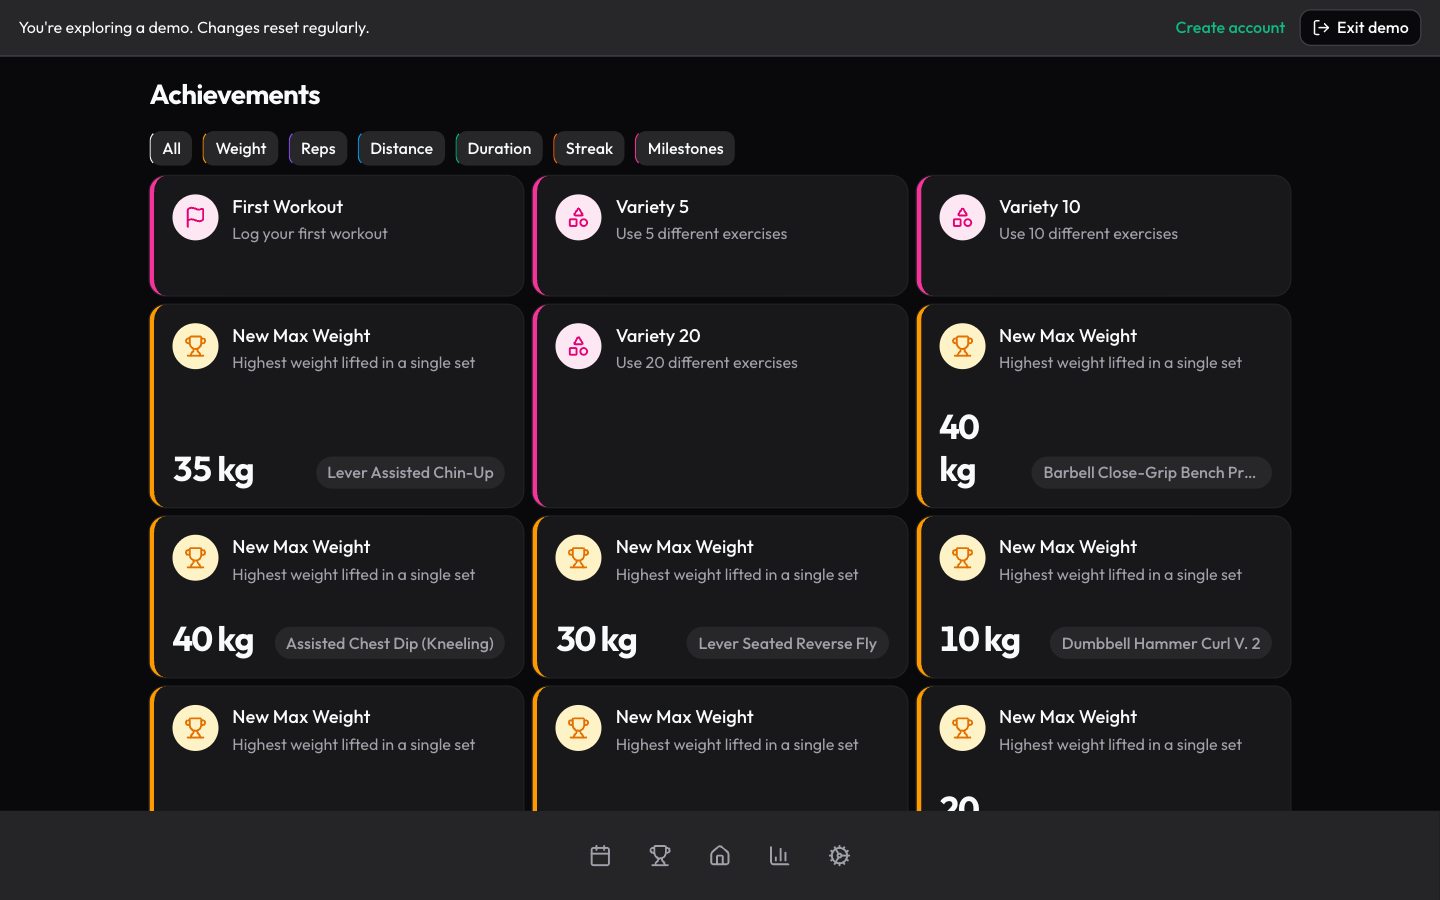 You're exploring a demo. Changes reset regularly.
Create account
Exit demo
Achievements
All
Weight
Reps
Distance
Duration
Streak
Milestones
First Workout
Log your first workout
Variety 5
Use 5 different exercises
Variety 10
Use 10 different exercises
New Max Weight
Highest weight lifted in a single set
35 kg
Lever Assisted Chin-Up
Variety 20
Use 20 different exercises
New Max Weight
Highest weight lifted in a single set
40
kg
Barbell Close-Grip Bench Pr...
New Max Weight
Highest weight lifted in a single set
40 kg
Assisted Chest Dip (Kneeling)
New Max Weight
Highest weight lifted in a single set
30 kg
Lever Seated Reverse Fly
New Max Weight
Highest weight lifted in a single set
10 kg
Dumbbell Hammer Curl V. 2
New Max Weight
Highest weight lifted in a single set
New Max Weight
Highest weight lifted in a single set
New Max Weight
Highest weight lifted in a single set
20